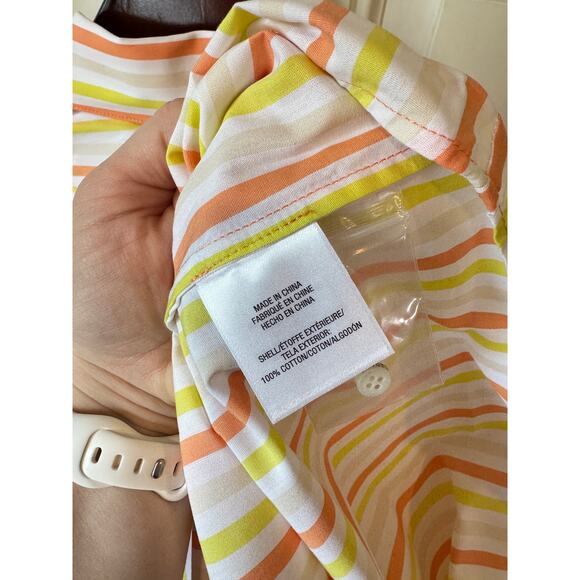 MADE IN CHINA
FABRIQUÉ EN CHINE
HECHO EN CHINA
SHELL/ÉTOFFE EXTÉRIEURE/
TELA EXTERIOR:
100% COTTON/COTON/ALGODÓN